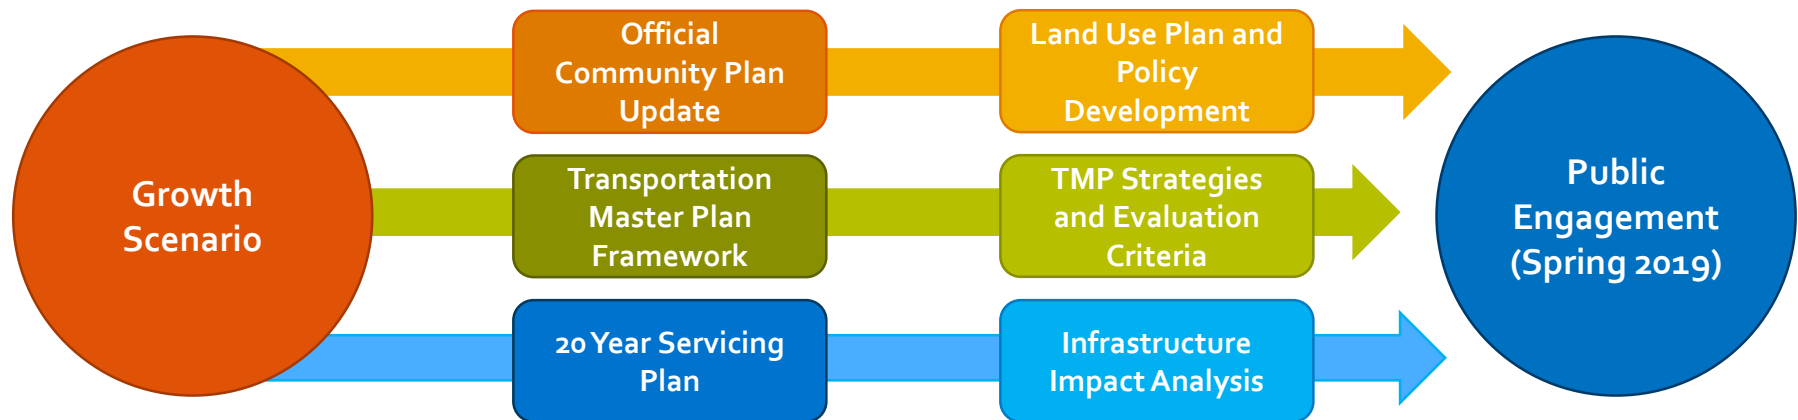 Growth
Scenario
Official
Community Plan
Update
Land Use Plan and
Policy
Development
Transportation
Master Plan
Framework
TMP Strategies
and Evaluation
Criteria
20 Year Servicing
Plan
Infrastructure
Impact Analysis
Public
Engagement
(Spring 2019)